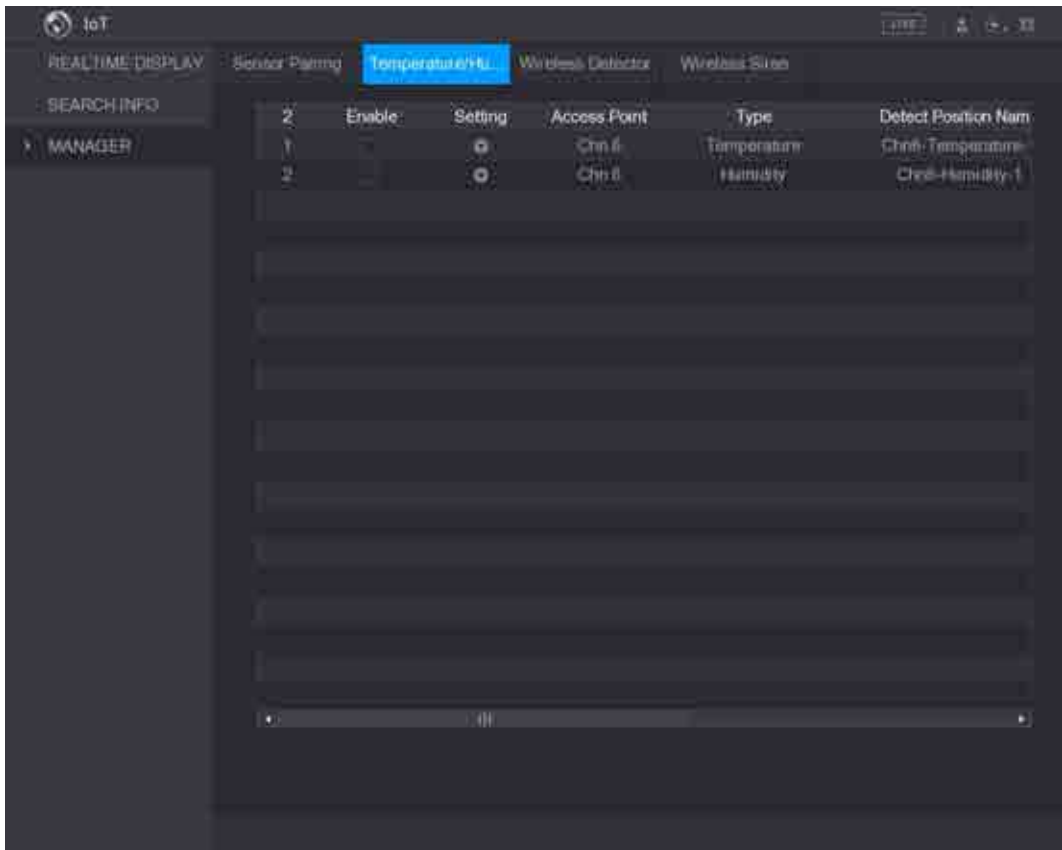 IoT
LIVE
REALTIME DISPLAY
SEARCH INFO
MANAGER
Sensor Pairing Temperature/Hu... Wireless Detector Wireless Siren
2 Enable Setting Access Point Type Detect Position Nam
1 Chn 6 Temperature Chn6-Temperature-
2 Chn 6 Humidity Chn6-Humidity-1